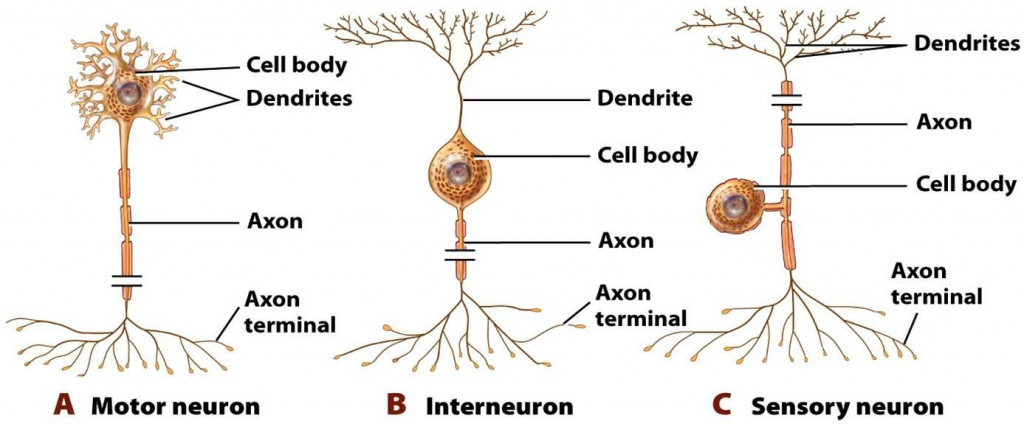 Cell body
Dendrites
Axon
Axon
terminal
A Motor neuron
Dendrite
Cell body
Axon
Axon
terminal
B Interneuron
Dendrites
Axon
Cell body
Axon
terminal
C Sensory neuron